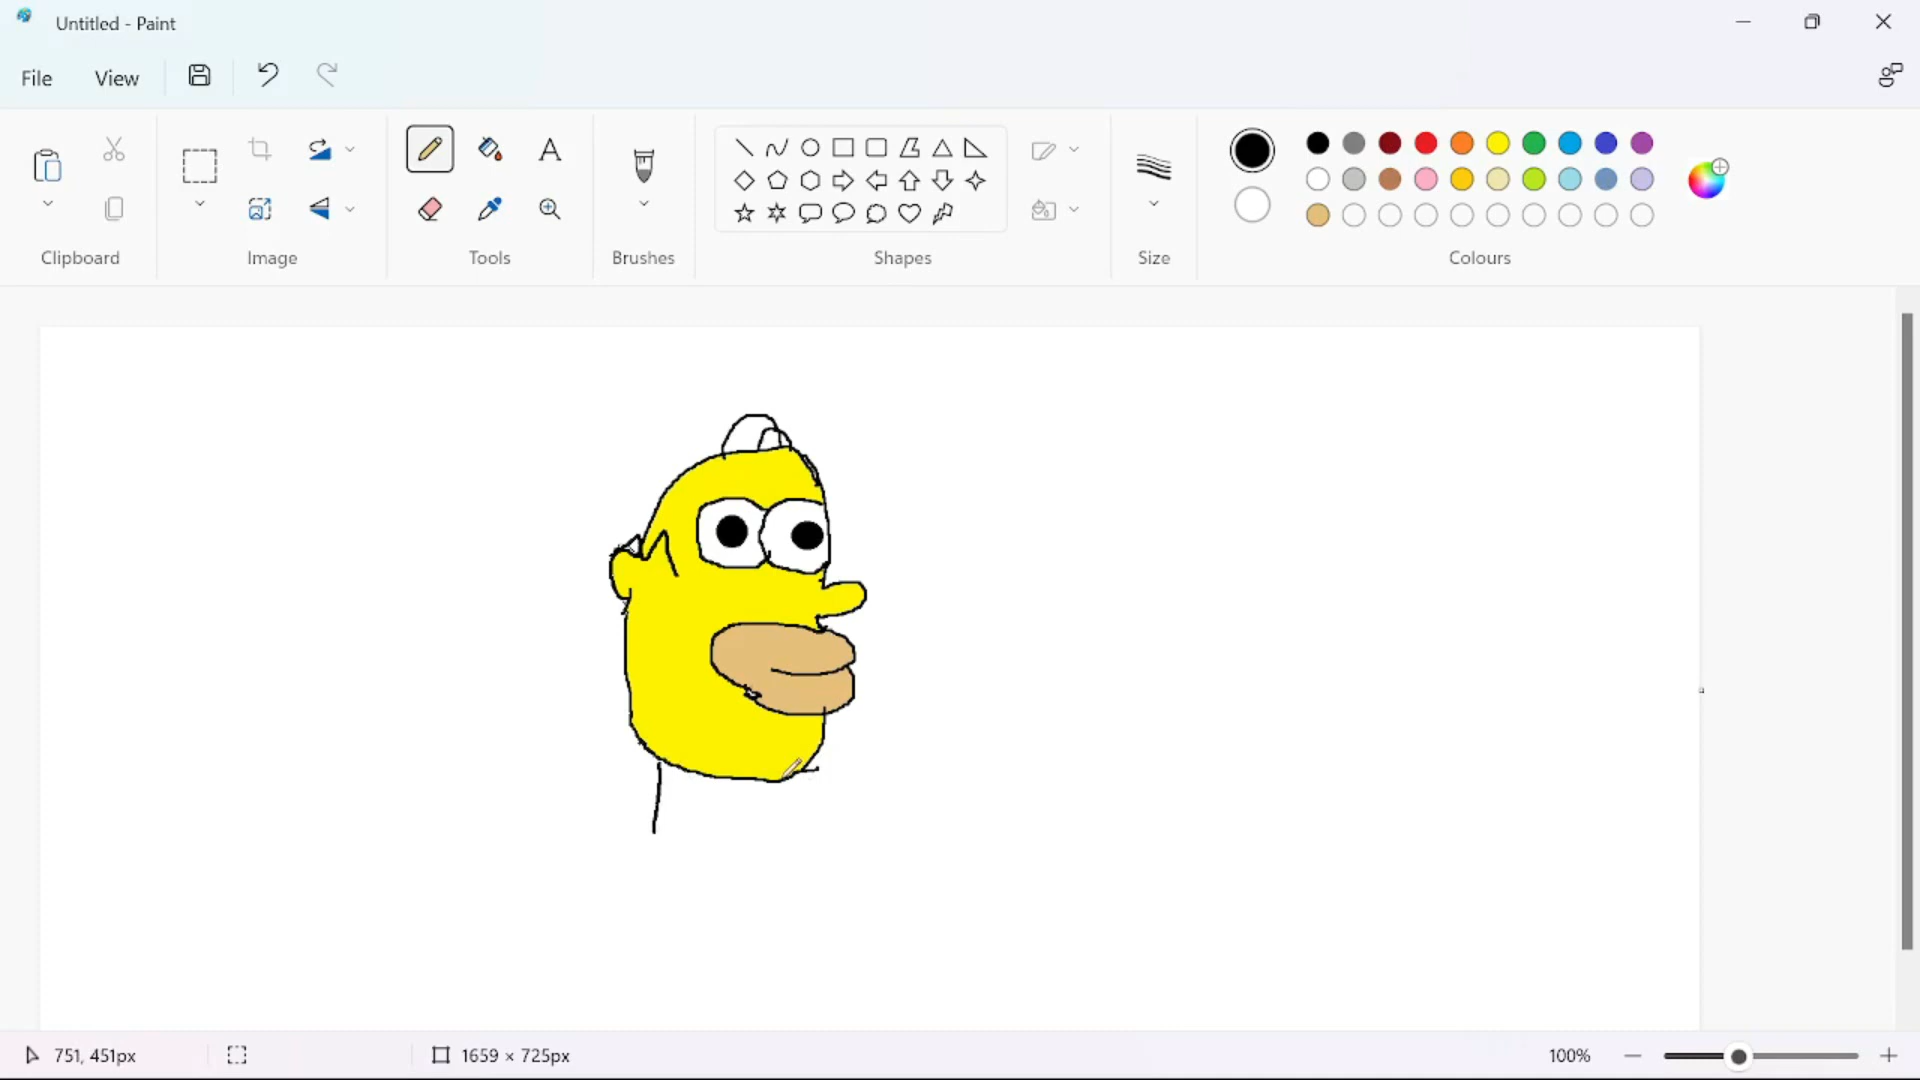 Untitled - Paint
File View
Clipboard Image Tools Brushes Shapes Size Colours
751, 451px 1659 × 725px 100%